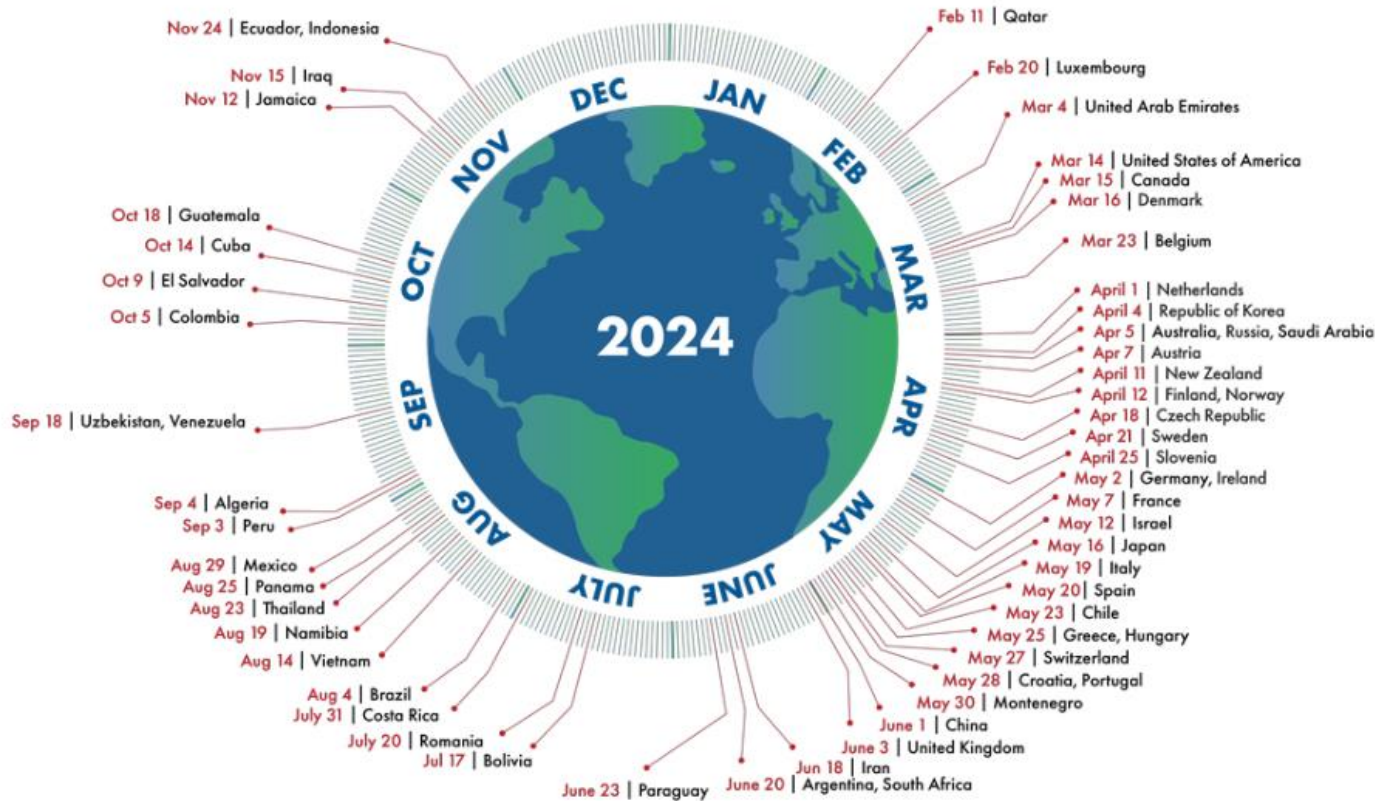 Feb 11 | Qatar
Feb 20 | Luxembourg
Mar 4 | United Arab Emirates
Mar 14 | United States of America
Mar 15 | Canada
Mar 16 | Denmark
Mar 23 | Belgium
April 1 | Netherlands
April 4 | Republic of Korea
Apr 5 | Australia, Russia, Saudi Arabia
Apr 7 | Austria
April 11 | New Zealand
April 12 | Finland, Norway
Apr 18 | Czech Republic
Apr 21 | Sweden
April 25 | Slovenia
May 2 | Germany, Ireland
May 7 | France
May 12 | Israel
May 16 | Japan
May 19 | Italy
May 20| Spain
May 23 | Chile
May 25 | Greece, Hungary
May 27 | Switzerland
May 28 | Croatia, Portugal
May 30 | Montenegro
June 1 | China
June 3 | United Kingdom
Jun 18 | Iran
June 20 | Argentina, South Africa
June 23 | Paraguay
Jul 17 | Bolivia
July 20 | Romania
July 31 | Costa Rica
Aug 4 | Brazil
Aug 14 | Vietnam
Aug 19 | Namibia
Aug 23 | Thailand
Aug 25 | Panama
Aug 29 | Mexico
Sep 3 | Peru
Sep 4 | Algeria
Sep 18 | Uzbekistan, Venezuela
Oct 5 | Colombia
Oct 9 | El Salvador
Oct 14 | Cuba
Oct 18 | Guatemala
Nov 12 | Jamaica
Nov 15 | Iraq
Nov 24 | Ecuador, Indonesia
JAN
FEB
MAR
APR
MAY
JUNE
JULY
AUG
SEP
OCT
NOV
DEC
2024